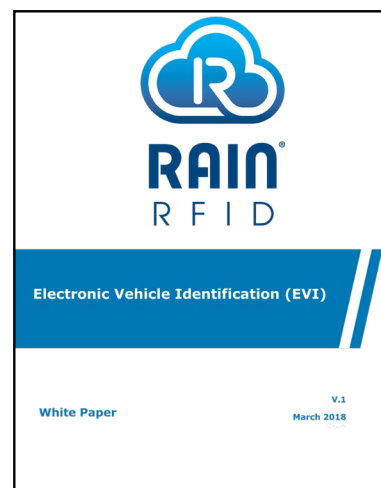 R
RAIN®
RFID
Electronic Vehicle Identification (EVI)
V.1
White Paper
March 2018